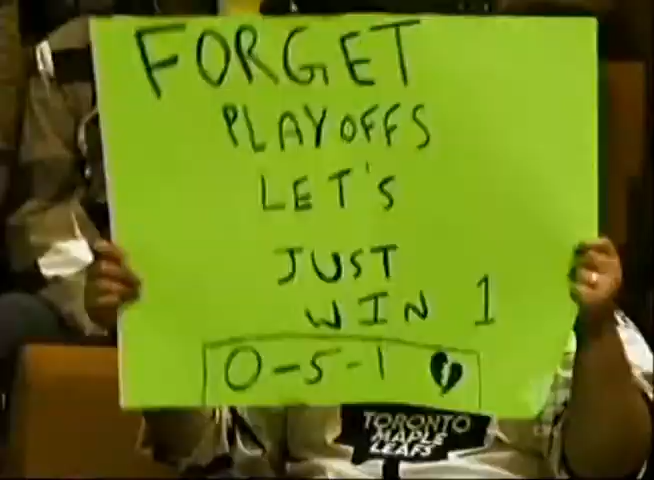 FORGET
PLAYOFFS
LET'S
JUST
WIN 1
0-5-1
TORONTO
MAPLE
LEAFS